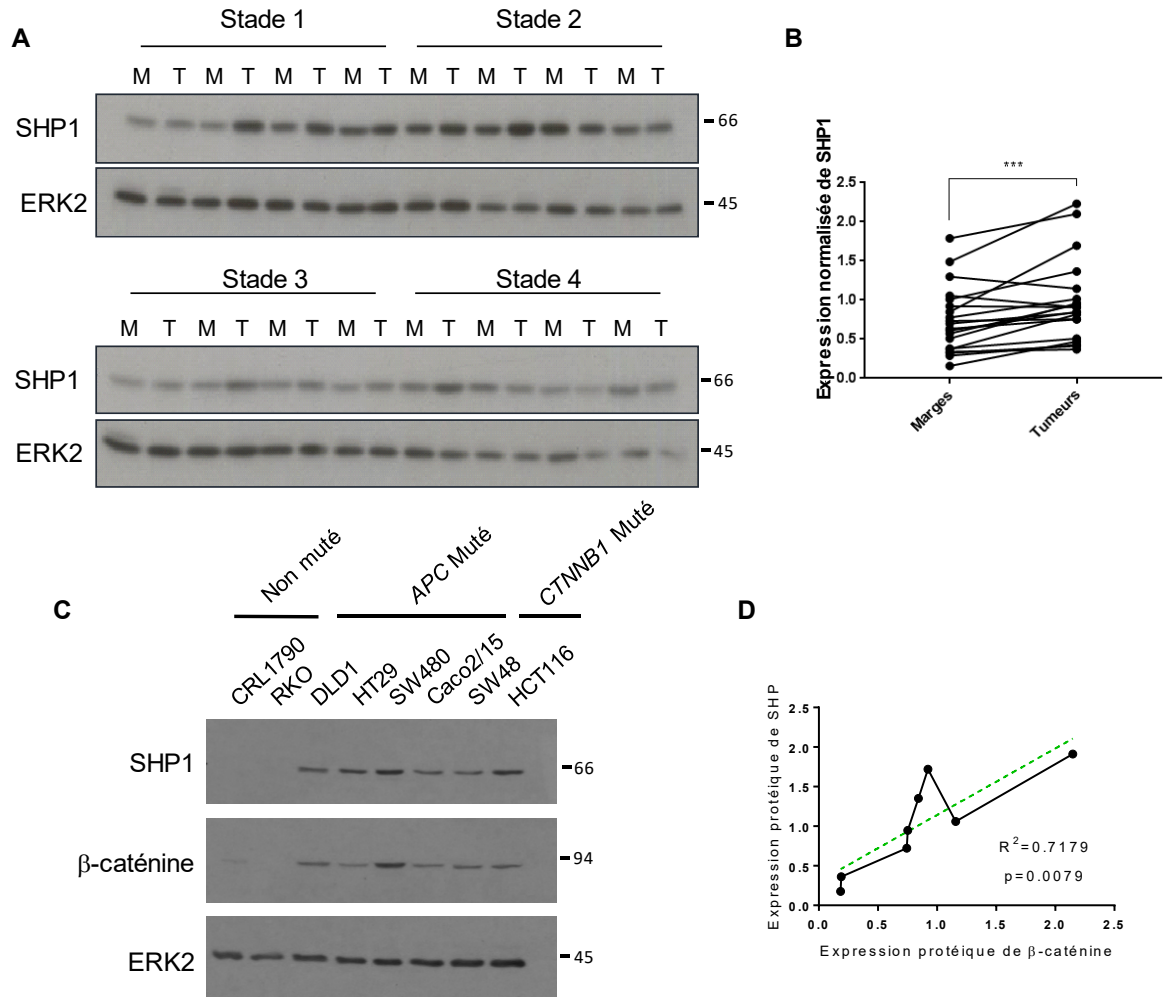 A
Stade 1
Stade 2
M T M T M T M T M T M T M T M T
SHP1
66
ERK2
45
Stade 3
Stade 4
M T M T M T M T M T M T M T M T
SHP1
66
ERK2
45
B
Expression normalisée de SHP1
***
2.5
2.0
1.5
1.0
0.5
0.0
Marges
Tumeurs
C
Non muté
APC Muté
CTNNB1 Muté
CRL1790
RKO
DLD1
HT29
SW480
Caco2/15
SW48
HCT116
SHP1
66
β-caténine
94
ERK2
45
D
Expression protéique de SHP
2.5
2.0
1.5
1.0
0.5
0.0
R²=0.7179
p=0.0079
0.0 0.5 1.0 1.5 2.0 2.5
Expression protéique de β-caténine